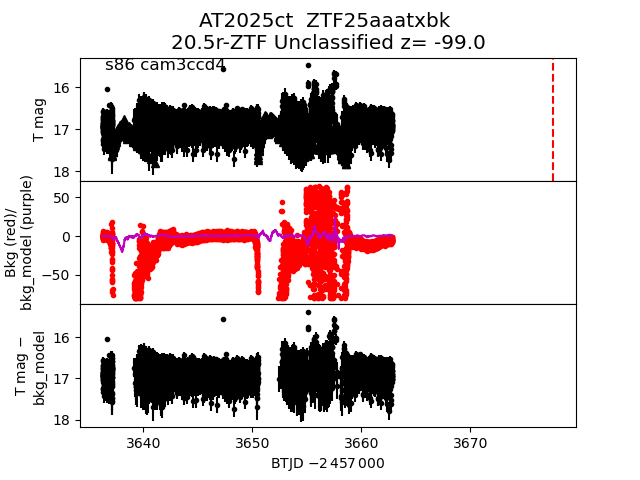 AT2025ct  ZTF25aaatxbk
20.5r-ZTF Unclassified z= -99.0
s86 cam3ccd4
T mag
16
17
18
Bkg (red)/
bkg_model (purple)
50
0
−50
T mag −
bkg_model
16
17
18
3640
3650
3660
3670
BTJD −2 457 000